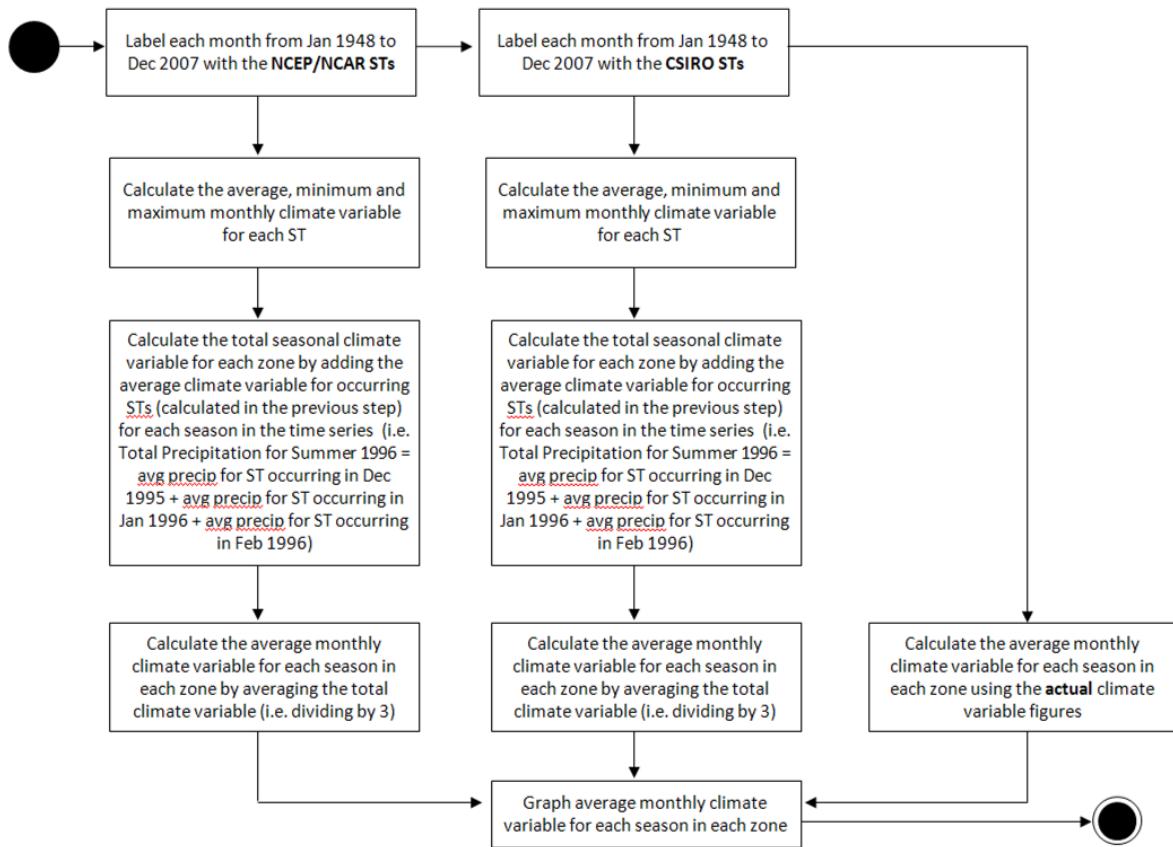 Label each month from Jan 1948 to
Dec 2007 with the NCEP/NCAR STs
Label each month from Jan 1948 to
Dec 2007 with the CSIRO STs
Calculate the average, minimum and
maximum monthly climate variable
for each ST
Calculate the average, minimum and
maximum monthly climate variable
for each ST
Calculate the total seasonal climate
variable for each zone by adding the
average climate variable for occurring
STs (calculated in the previous step)
for each season in the time series (i.e.
Total Precipitation for Summer 1996 =
avg precip for ST occurring in Dec
1995 + avg precip for ST occurring in
Jan 1996 + avg precip for ST occurring
in Feb 1996)
Calculate the total seasonal climate
variable for each zone by adding the
average climate variable for occurring
STs (calculated in the previous step)
for each season in the time series (i.e.
Total Precipitation for Summer 1996 =
avg precip for ST occurring in Dec
1995 + avg precip for ST occurring in
Jan 1996 + avg precip for ST occurring
in Feb 1996)
Calculate the average monthly
climate variable for each season in
each zone by averaging the total
climate variable (i.e. dividing by 3)
Calculate the average monthly
climate variable for each season in
each zone by averaging the total
climate variable (i.e. dividing by 3)
Calculate the average monthly
climate variable for each season in
each zone using the actual climate
variable figures
Graph average monthly climate
variable for each season in each zone